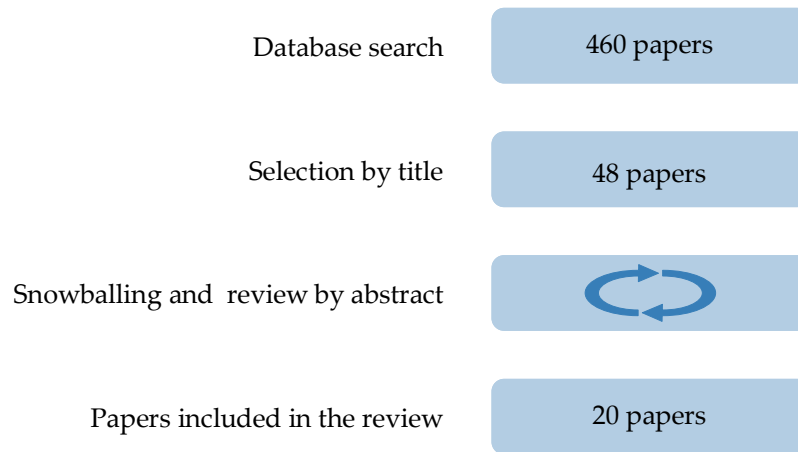 Database search 460 papers
Selection by title 48 papers
Snowballing and review by abstract
Papers included in the review 20 papers